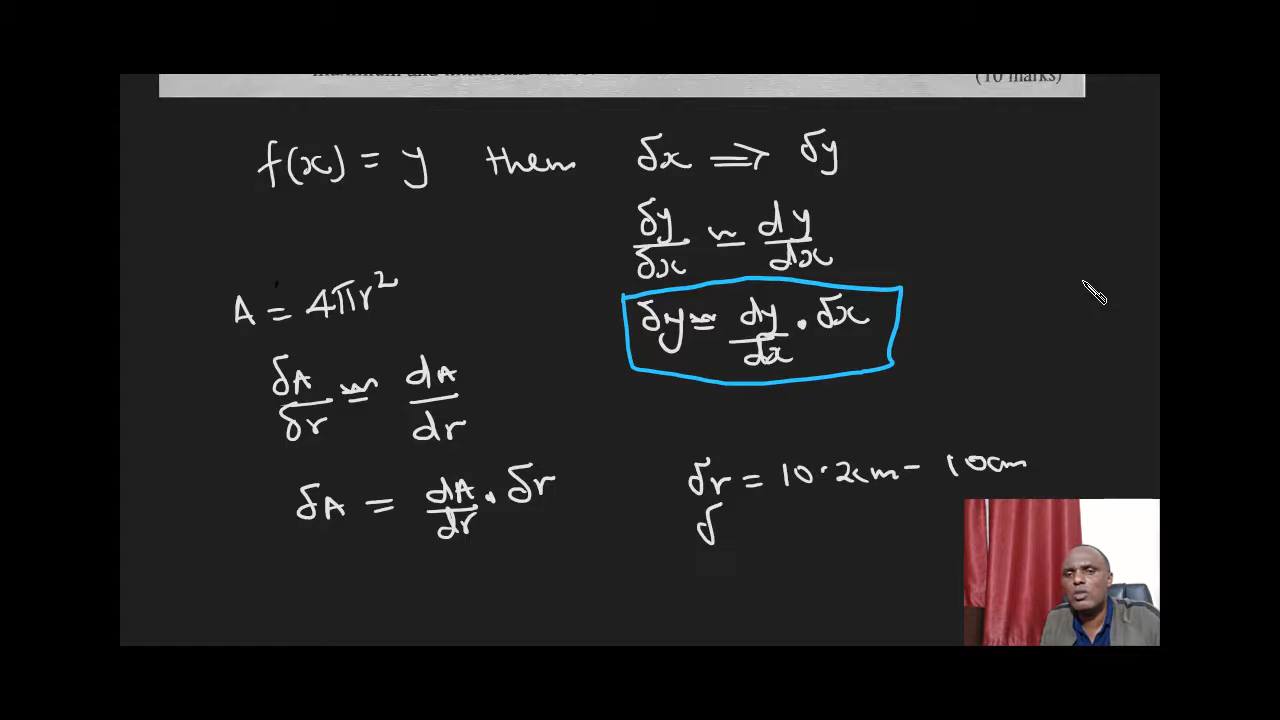 (10 marks)
f(x) = y them δx ⟹ δy
δy/δx ≃ dy/dx
A = 4πr²
δy ≃ dy/dx · δx
δA/δr ≃ dA/dr
δr = 10.2cm - 10cm
δA = dA/dr · δr
δ